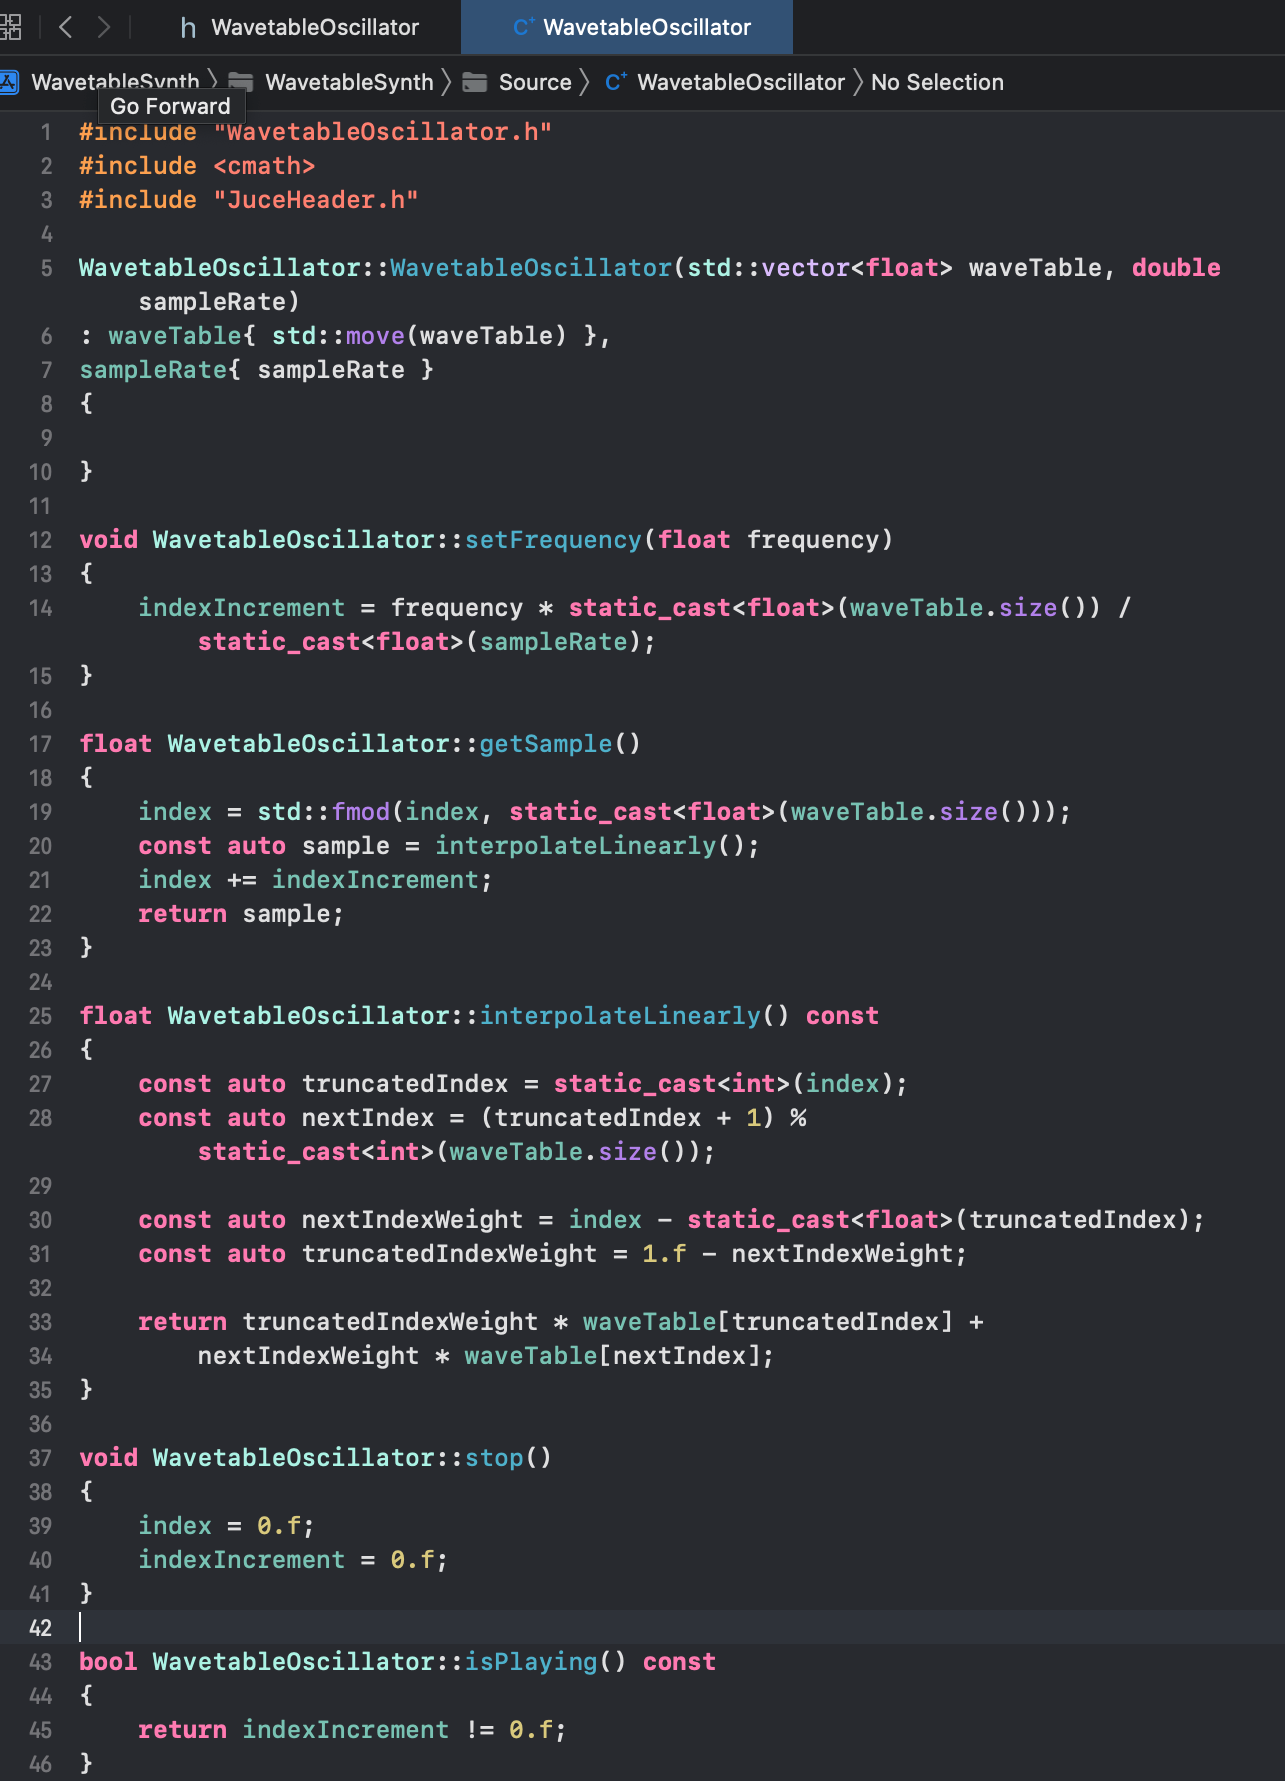 h WavetableOscillator C+ WavetableOscillator
WavetableSynth 〉 WavetableSynth 〉 Source 〉 C+ WavetableOscillator 〉 No Selection
Go Forward
1 #include "WavetableOscillator.h"
2 #include <cmath>
3 #include "JuceHeader.h"
4
5 WavetableOscillator::WavetableOscillator(std::vector<float> waveTable, double
sampleRate)
6 : waveTable{ std::move(waveTable) },
7 sampleRate{ sampleRate }
8 {
9
10 }
11
12 void WavetableOscillator::setFrequency(float frequency)
13 {
14 indexIncrement = frequency * static_cast<float>(waveTable.size()) /
static_cast<float>(sampleRate);
15 }
16
17 float WavetableOscillator::getSample()
18 {
19 index = std::fmod(index, static_cast<float>(waveTable.size()));
20 const auto sample = interpolateLinearly();
21 index += indexIncrement;
22 return sample;
23 }
24
25 float WavetableOscillator::interpolateLinearly() const
26 {
27 const auto truncatedIndex = static_cast<int>(index);
28 const auto nextIndex = (truncatedIndex + 1) %
static_cast<int>(waveTable.size());
29
30 const auto nextIndexWeight = index - static_cast<float>(truncatedIndex);
31 const auto truncatedIndexWeight = 1.f - nextIndexWeight;
32
33 return truncatedIndexWeight * waveTable[truncatedIndex] +
34 nextIndexWeight * waveTable[nextIndex];
35 }
36
37 void WavetableOscillator::stop()
38 {
39 index = 0.f;
40 indexIncrement = 0.f;
41 }
42
43 bool WavetableOscillator::isPlaying() const
44 {
45 return indexIncrement != 0.f;
46 }